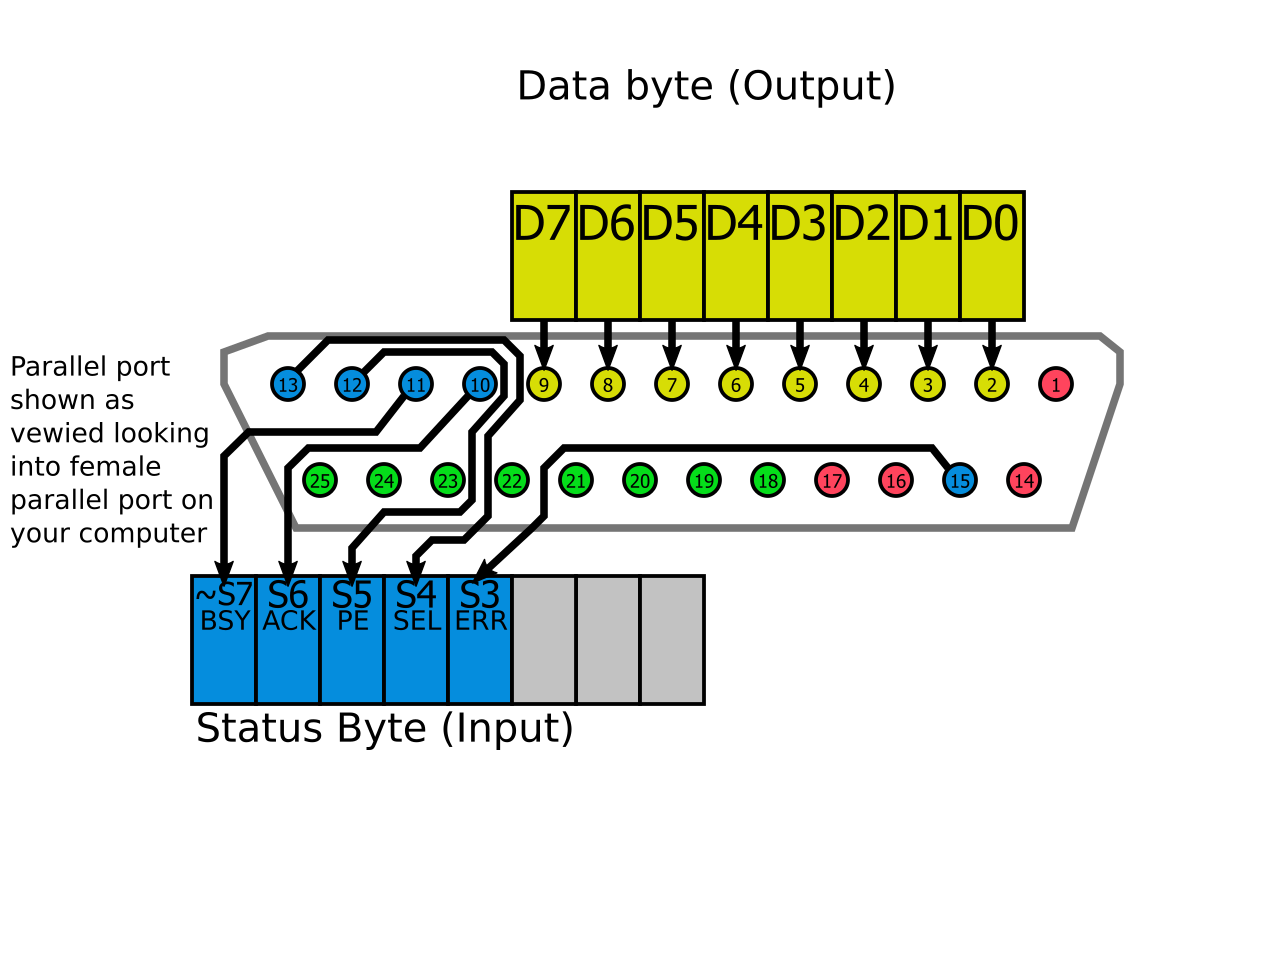 Data byte (Output)
D7 D6 D5 D4 D3 D2 D1 D0
Parallel port
shown as
vewied looking
into female
parallel port on
your computer
13 12 11 10 9 8 7 6 5 4 3 2 1
25 24 23 22 21 20 19 18 17 16 15 14
~S7 S6 S5 S4 S3
BSY ACK PE SEL ERR
Status Byte (Input)